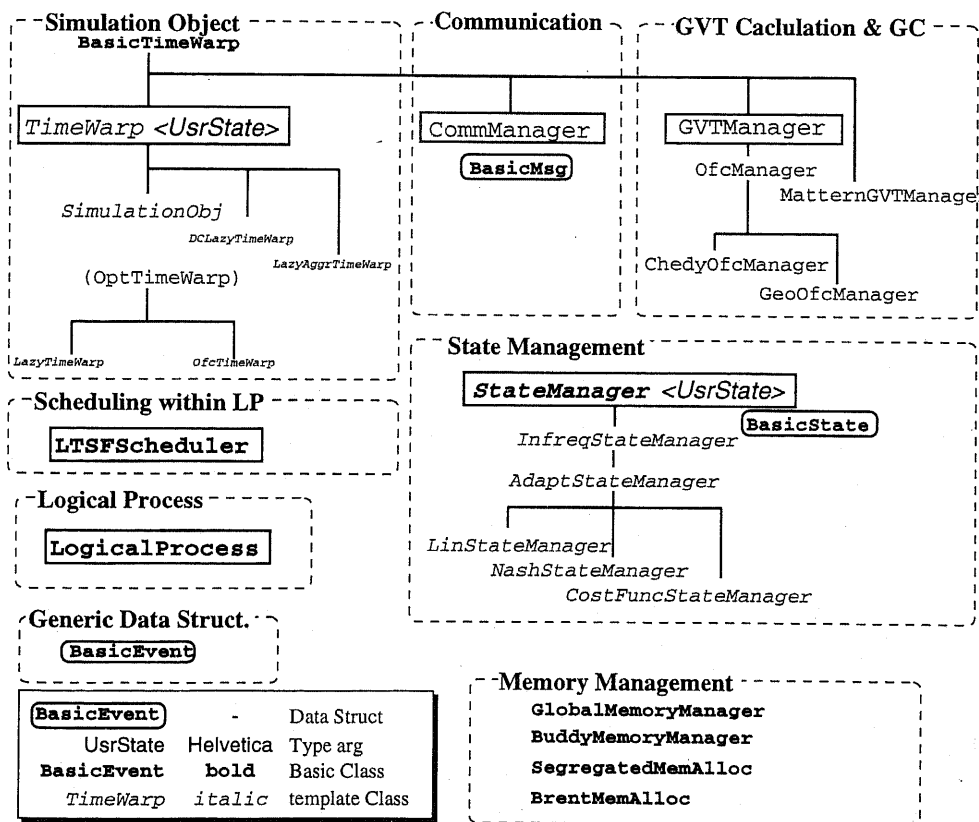 Simulation Object
BasicTimeWarp
TimeWarp <UsrState>
SimulationObj
DCLazyTimeWarp
LazyAggrTimeWarp
(OptTimeWarp)
LazyTimeWarp
OfcTimeWarp
Communication
CommManager
BasicMsg
GVT Caclulation & GC
GVTManager
OfcManager
MatternGVTManage
ChedyOfcManager
GeoOfcManager
Scheduling within LP
LTSFScheduler
State Management
StateManager <UsrState>
BasicState
InfreqStateManager
AdaptStateManager
LinStateManager
NashStateManager
CostFuncStateManager
Logical Process
LogicalProcess
Generic Data Struct.
BasicEvent
BasicEvent - Data Struct
UsrState Helvetica Type arg
BasicEvent bold Basic Class
TimeWarp italic template Class
Memory Management
GlobalMemoryManager
BuddyMemoryManager
SegregatedMemAlloc
BrentMemAlloc